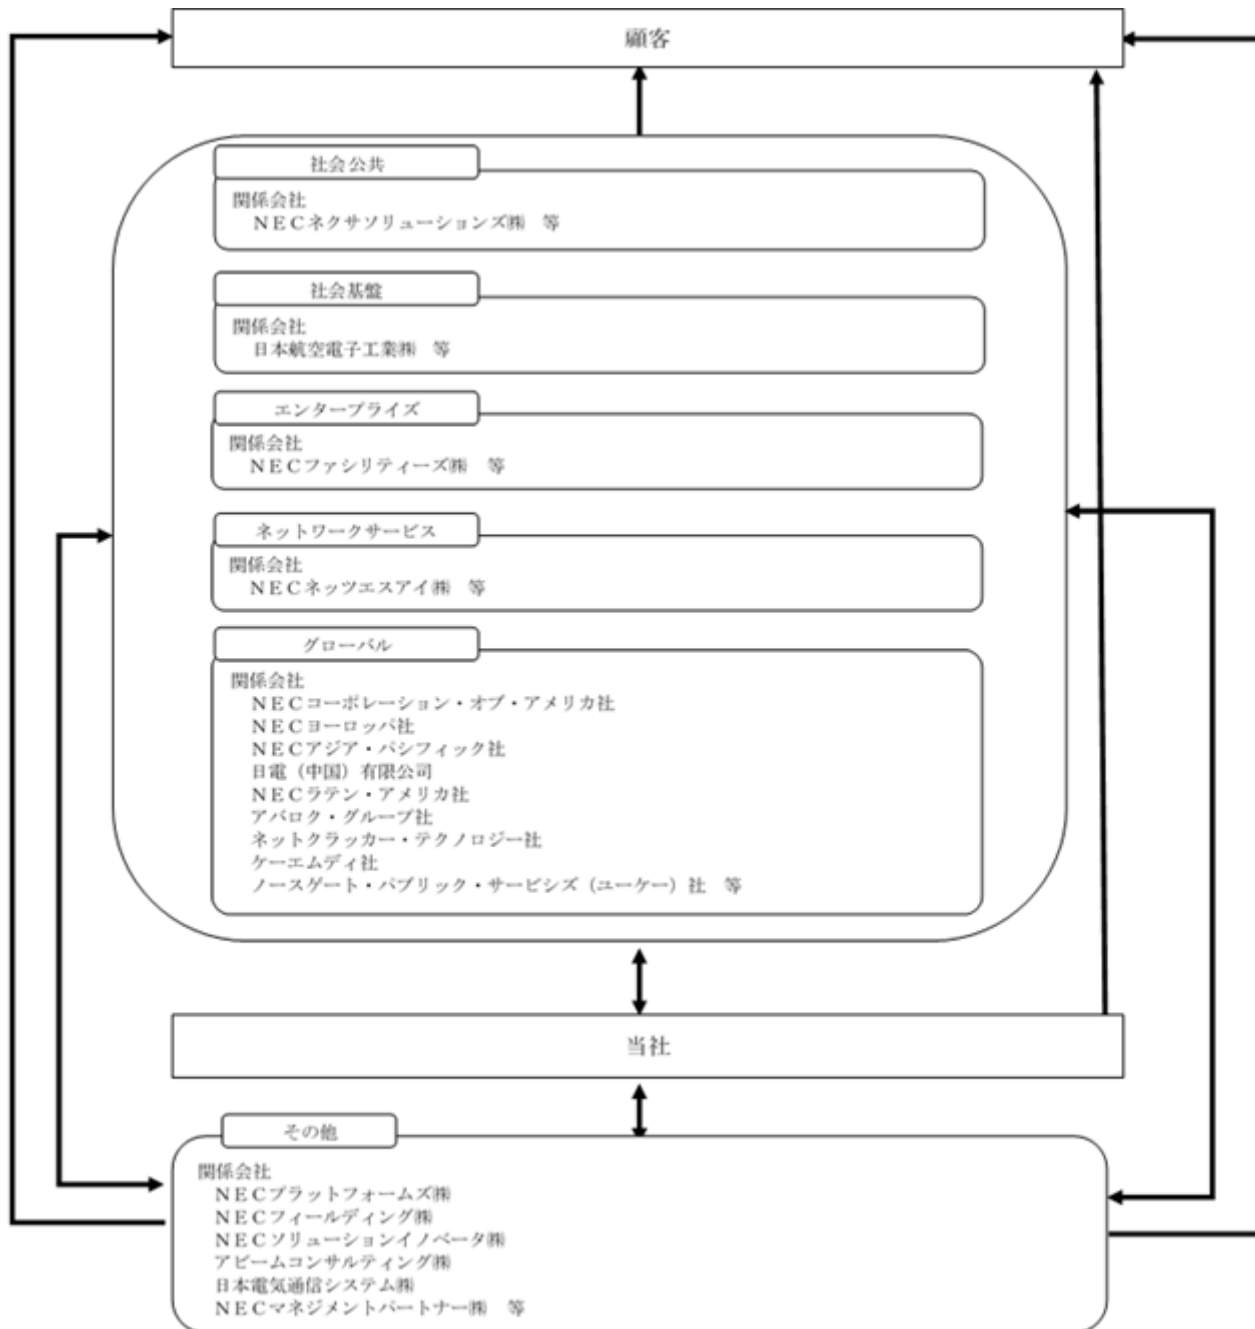 顧客
社会公共
関係会社
ＮＥＣネクサソリューションズ㈱　等
社会基盤
関係会社
日本航空電子工業㈱　等
エンタープライズ
関係会社
ＮＥＣファシリティーズ㈱　等
ネットワークサービス
関係会社
ＮＥＣネッツエスアイ㈱　等
グローバル
関係会社
ＮＥＣコーポレーション・オブ・アメリカ社
ＮＥＣヨーロッパ社
ＮＥＣアジア・パシフィック社
日電（中国）有限公司
ＮＥＣラテン・アメリカ社
アバロク・グループ社
ネットクラッカー・テクノロジー社
ケーエムディ社
ノースゲート・パブリック・サービシズ（ユーケー）社　等
当社
その他
関係会社
ＮＥＣプラットフォームズ㈱
ＮＥＣフィールディング㈱
ＮＥＣソリューションイノベータ㈱
アビームコンサルティング㈱
日本電気通信システム㈱
ＮＥＣマネジメントパートナー㈱　等